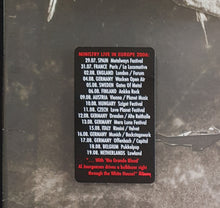 MINISTRY LIVE IN EUROPE 2006:
29.07. SPAIN Metalways Festival
31.07. FRANCE Paris / La Locomotive
02.08. ENGLAND London / Forum
04.08. GERMANY Wacken Open Air
05.08. SWEDEN Gates Of Metal
06.08. FINLAND Ankka Rock
09.08. AUSTRIA Vienna / Planet Music
10.08. HUNGARY Sziget Festival
11.08. CZECH Love Planet Festival
12.08. GERMANY Dresden / Alter Schlachthof
13.08. GERMANY Mera Luna Festival
15.08. ITALY Rimini / Velvet
16.08. GERMANY Munich / Backstagewerk
17.08. GERMANY Offenbach / Capitol
18.08. BELGIUM Pukkelpop
19.08. NETHERLANDS Lowlands
"... With 'Rio Grande Blood'
Al Jourgensen drives a bulldozer right
through the White House!"